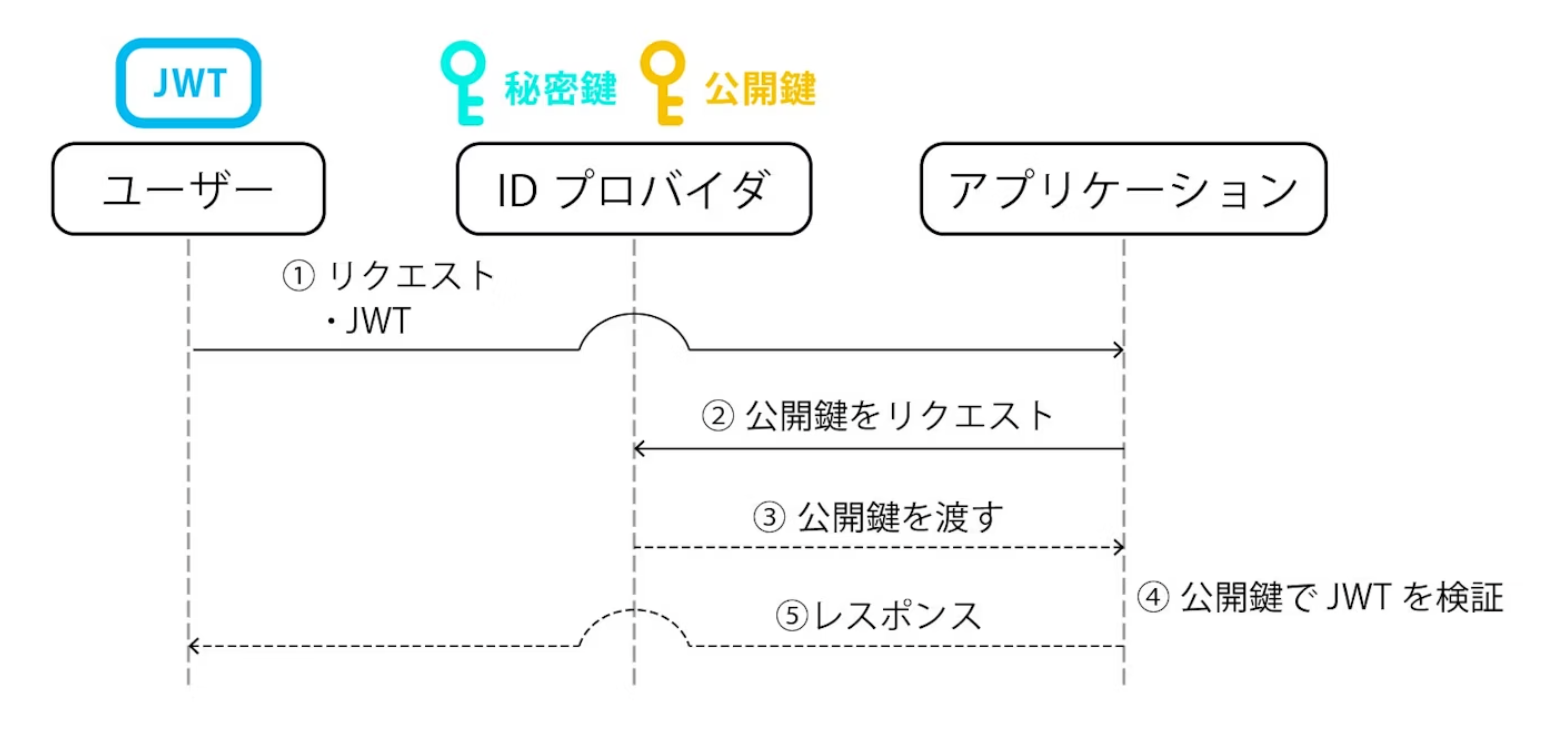 JWT
秘密鍵
公開鍵
ユーザー
ID プロバイダ
アプリケーション
① リクエスト
・JWT
② 公開鍵をリクエスト
③ 公開鍵を渡す
④ 公開鍵で JWT を検証
⑤レスポンス